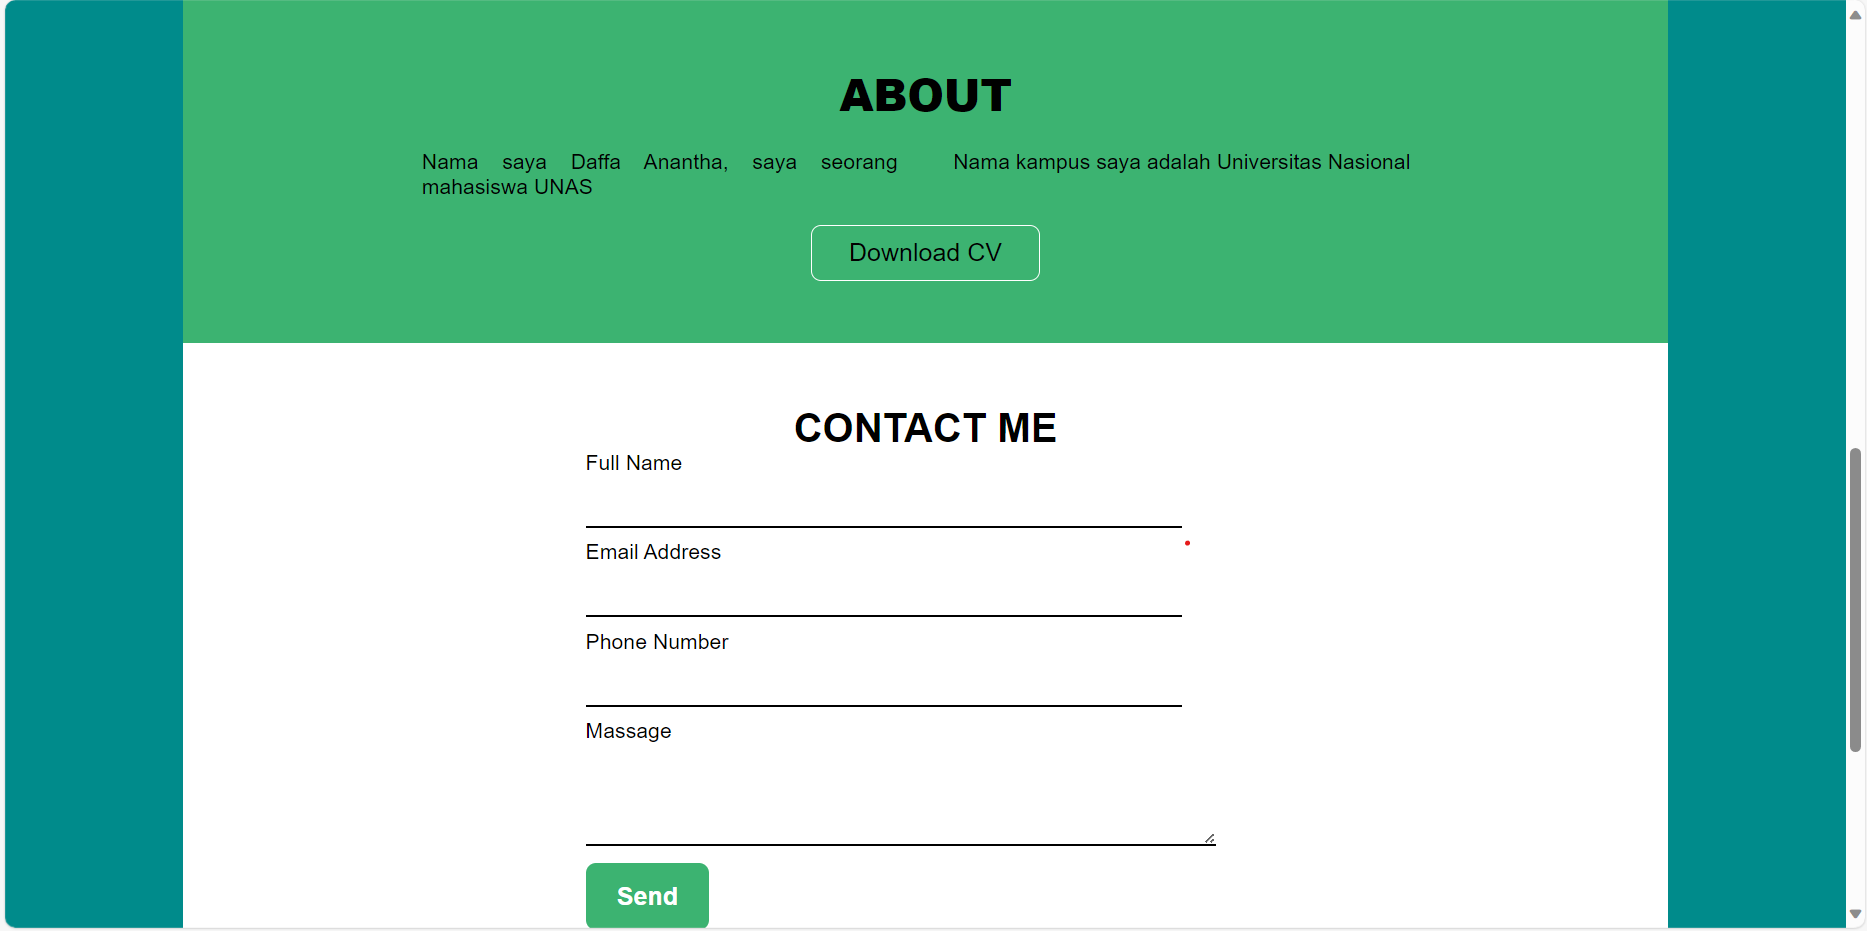 ABOUT
Nama saya Daffa Anantha, saya seorang
mahasiswa UNAS
Nama kampus saya adalah Universitas Nasional
Download CV
CONTACT ME
Full Name
Email Address
Phone Number
Massage
Send